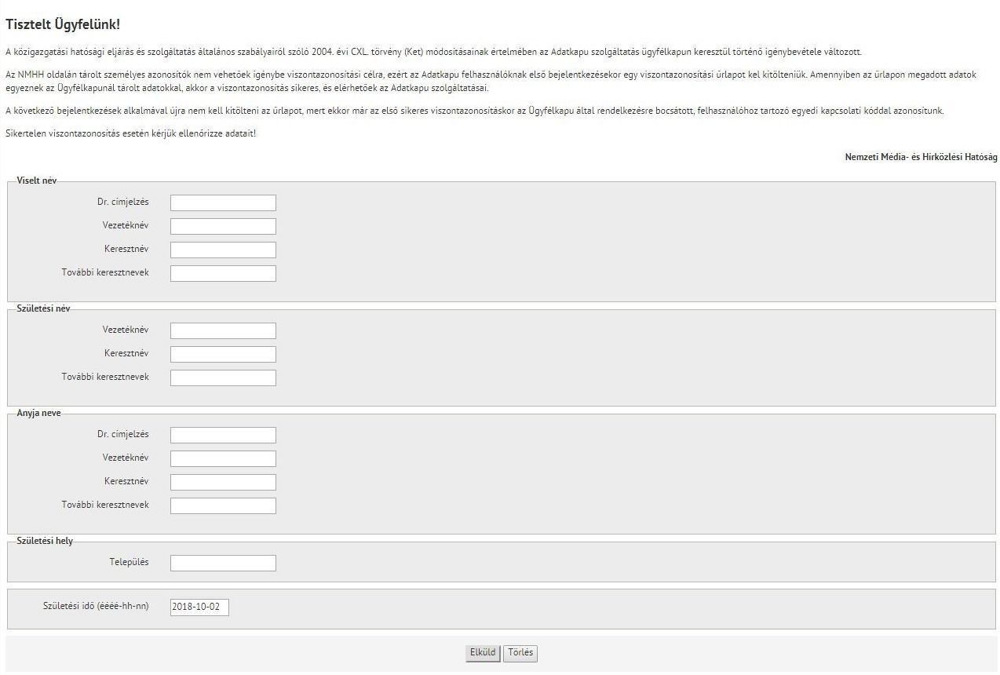 Tisztelt Ügyfelünk!
A közigazgatási hatósági eljárás és szolgáltatás általános szabályairól szóló 2004. évi CXL. törvény (Ket) módosításainak értelmében az Adatkapu szolgáltatás ügyfélkapun keresztül történő igénybevétele változott.
Az NMHH oldalán tárolt személyes azonosítók nem vehetőek igénybe viszontazonosítási célra, ezért az Adatkapu felhasználóknak első bejelentkezésekor egy viszontazonosítási űrlapot kel kitölteniük. Amennyiben az űrlapon megadott adatok
egyeznek az Ügyfélkapunál tárolt adatokkal, akkor a viszontazonosítás sikeres, és elérhetőek az Adatkapu szolgáltatásai.
A következő bejelentkezések alkalmával újra nem kell kitölteni az űrlapot, mert ekkor már az első sikeres viszontazonosításkor az Ügyfélkapu által rendelkezésre bocsátott, felhasználóhoz tartozó egyedi kapcsolati kóddal azonosítunk.
Sikertelen viszontazonosítás esetén kérjük ellenőrizze adatait!
Nemzeti Média- és Hírközlési Hatóság
Viselt név
Dr. címjelzés
Vezetéknév
Keresztnév
További keresztnevek
Születési név
Vezetéknév
Keresztnév
További keresztnevek
Anyja neve
Dr. címjelzés
Vezetéknév
Keresztnév
További keresztnevek
Születési hely
Település
Születési idő (éééé-hh-nn) 2018-10-02
Elküld Törlés